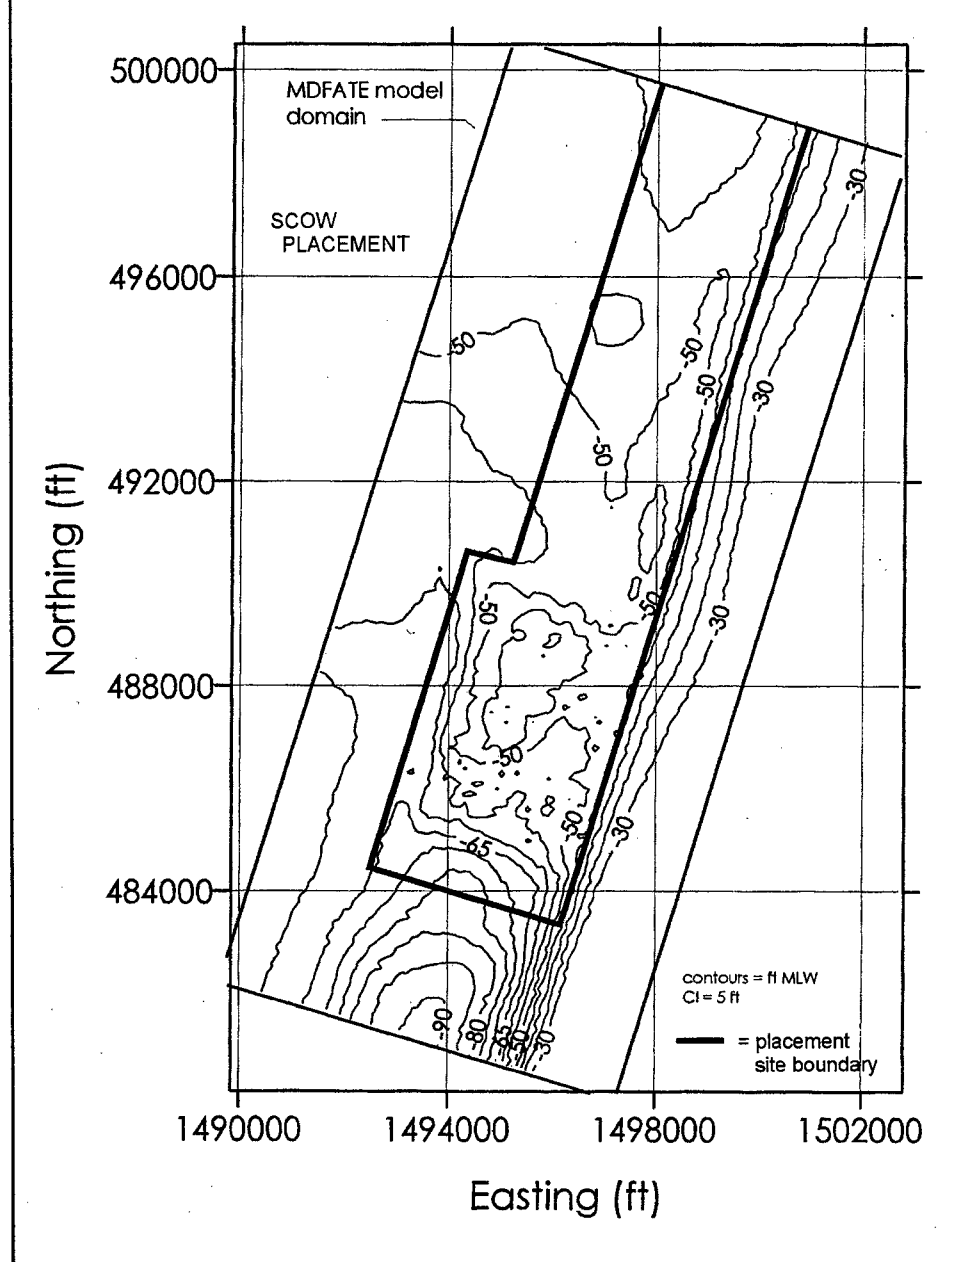 500000
MDFATE model
domain
-30
SCOW
PLACEMENT
496000
-50
-50
-50
-30
-50
492000
Northing (ft)
-50
-50
-30
488000
-50
-50
-30
-65
484000
contours = ft MLW
CI = 5 ft
-90
-80
-65
-50
-30
= placement
site boundary
1490000
1494000
1498000
1502000
Easting (ft)